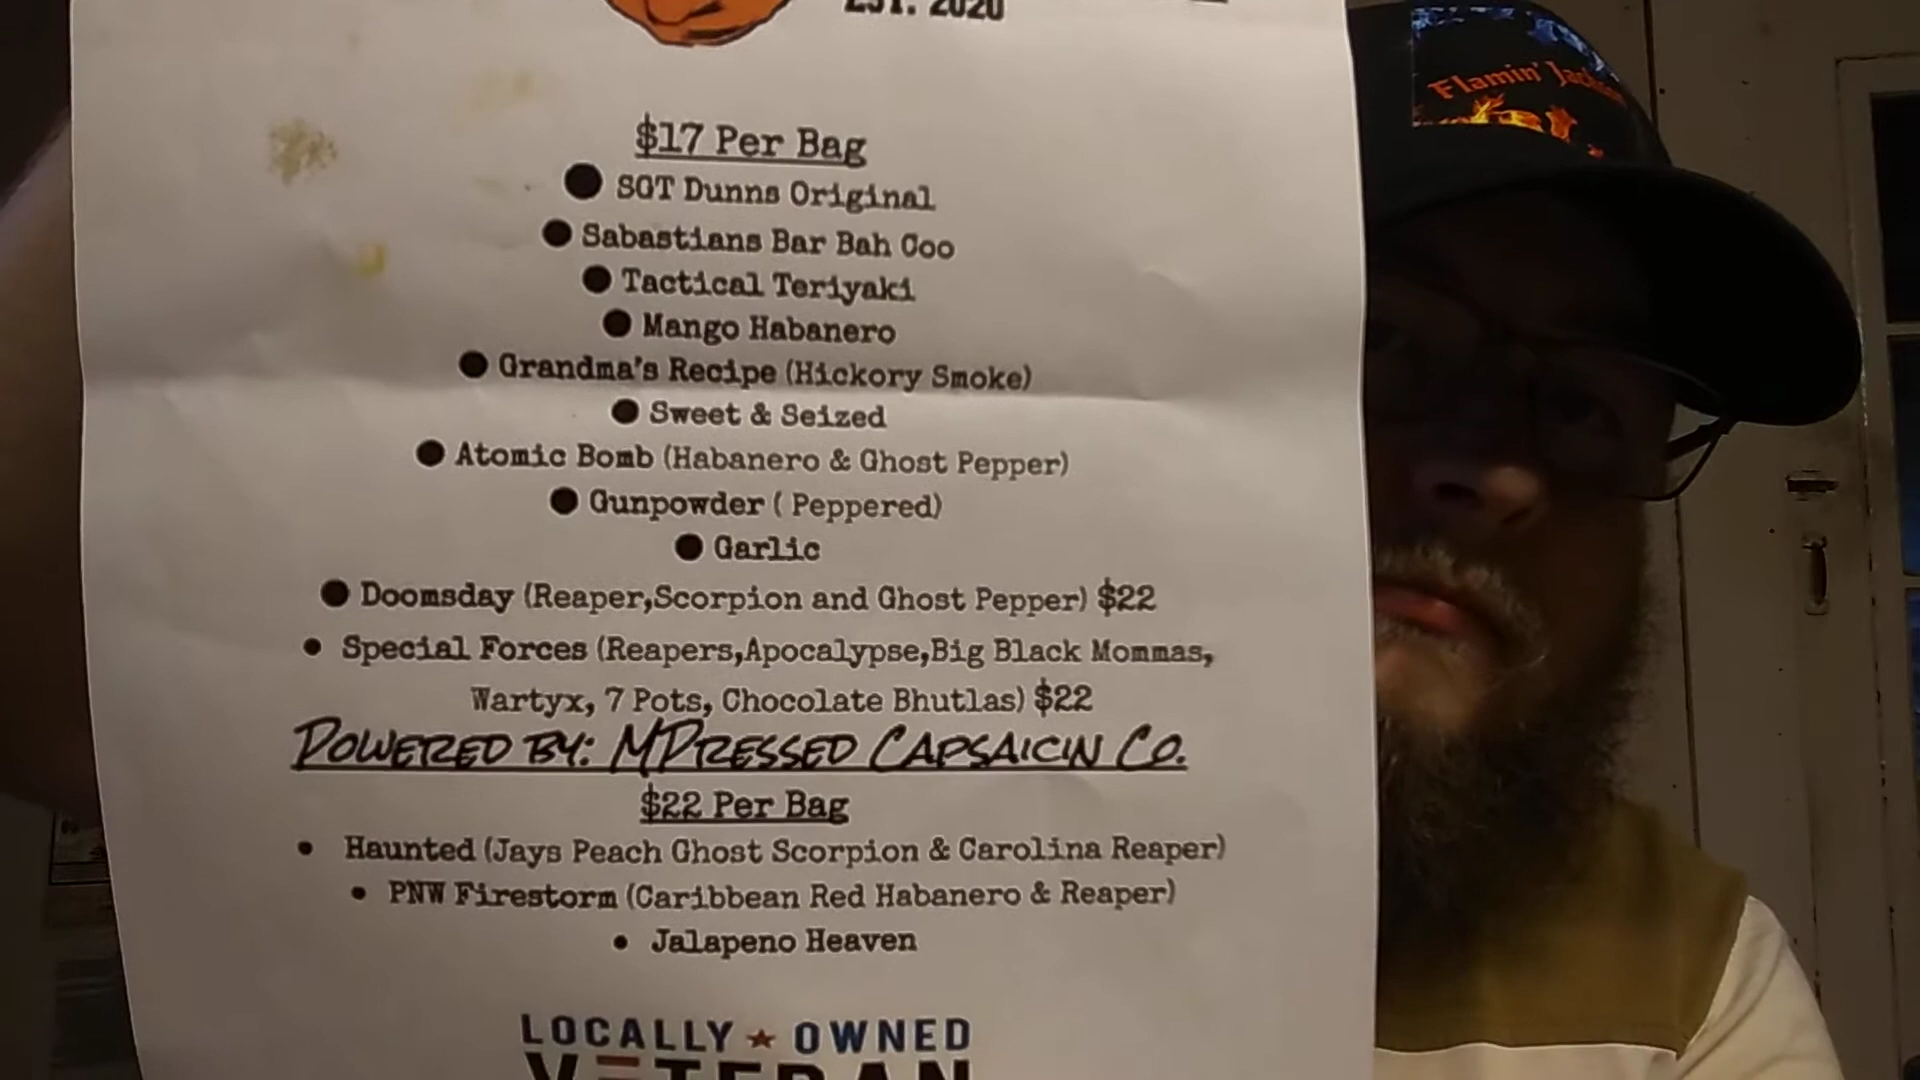 EST. 2020
Flamin'
$17 Per Bag
● SGT Dunns Original
● Sabastians Bar Bah Coo
● Tactical Teriyaki
● Mango Habanero
● Grandma's Recipe (Hickory Smoke)
● Sweet & Seized
● Atomic Bomb (Habanero & Ghost Pepper)
● Gunpowder ( Peppered)
● Garlic
● Doomsday (Reaper,Scorpion and Ghost Pepper) $22
• Special Forces (Reapers,Apocalypse,Big Black Mommas,
Wartyx, 7 Pots, Chocolate Bhutlas) $22
POWERED BY: MPRESSED CAPSAICIN CO.
$22 Per Bag
• Haunted (Jays Peach Ghost Scorpion & Carolina Reaper)
• PNW Firestorm (Caribbean Red Habanero & Reaper)
• Jalapeno Heaven
LOCALLY ★ OWNED
VETERAN